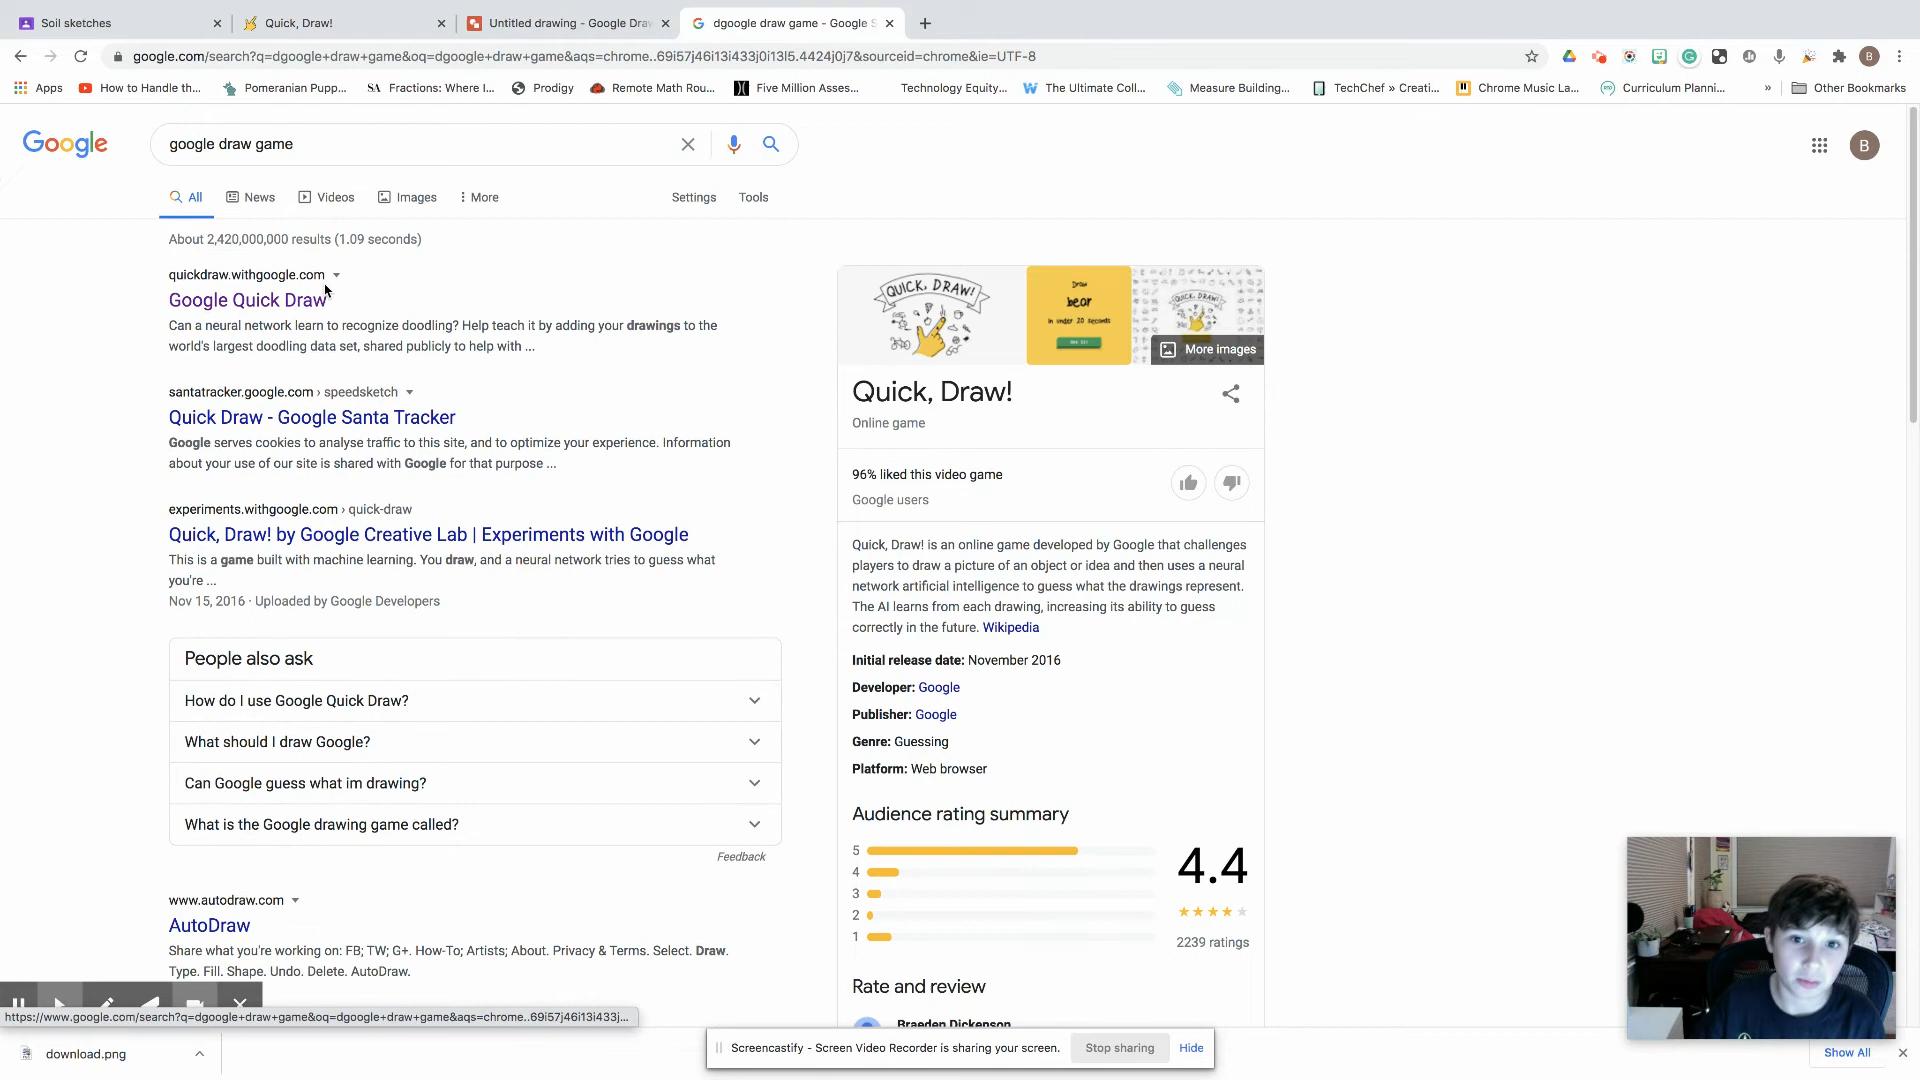 Soil sketches
Quick, Draw!
Untitled drawing - Google Draw
dgoogle draw game - Google S
google.com/search?q=dgoogle+draw+game&oq=dgoogle+draw+game&aqs=chrome..69i57j46i13i433j0i13l5.4424j0j7&sourceid=chrome&ie=UTF-8
B
Apps
How to Handle th...
Pomeranian Pupp...
SA Fractions: Where I...
Prodigy
Remote Math Rou...
Five Million Asses...
Technology Equity...
The Ultimate Coll...
Measure Building...
TechChef » Creati...
Chrome Music La...
Curriculum Planni...
»
Other Bookmarks
Google
google draw game
B
All
News
Videos
Images
More
Settings
Tools
About 2,420,000,000 results (1.09 seconds)
quickdraw.withgoogle.com
Google Quick Draw
Can a neural network learn to recognize doodling? Help teach it by adding your drawings to the
world's largest doodling data set, shared publicly to help with ...
santatracker.google.com › speedsketch
Quick Draw - Google Santa Tracker
Google serves cookies to analyse traffic to this site, and to optimize your experience. Information
about your use of our site is shared with Google for that purpose ...
experiments.withgoogle.com › quick-draw
Quick, Draw! by Google Creative Lab | Experiments with Google
This is a game built with machine learning. You draw, and a neural network tries to guess what
you're ...
Nov 15, 2016 · Uploaded by Google Developers
People also ask
How do I use Google Quick Draw?
What should I draw Google?
Can Google guess what im drawing?
What is the Google drawing game called?
Feedback
www.autodraw.com
AutoDraw
Share what you're working on: FB; TW; G+. How-To; Artists; About. Privacy & Terms. Select. Draw.
Type. Fill. Shape. Undo. Delete. AutoDraw.
QUICK, DRAW!
Draw
bear
in under 20 seconds
QUICK, DRAW!
More images
Quick, Draw!
Online game
96% liked this video game
Google users
Quick, Draw! is an online game developed by Google that challenges
players to draw a picture of an object or idea and then uses a neural
network artificial intelligence to guess what the drawings represent.
The AI learns from each drawing, increasing its ability to guess
correctly in the future. Wikipedia
Initial release date: November 2016
Developer: Google
Publisher: Google
Genre: Guessing
Platform: Web browser
Audience rating summary
5
4
3
2
1
4.4
2239 ratings
Rate and review
Braeden Dickenson
https://www.google.com/search?q=dgoogle+draw+game&oq=dgoogle+draw+game&aqs=chrome..69i57j46i13i433j...
download.png
Screencastify - Screen Video Recorder is sharing your screen.
Stop sharing
Hide
Show All